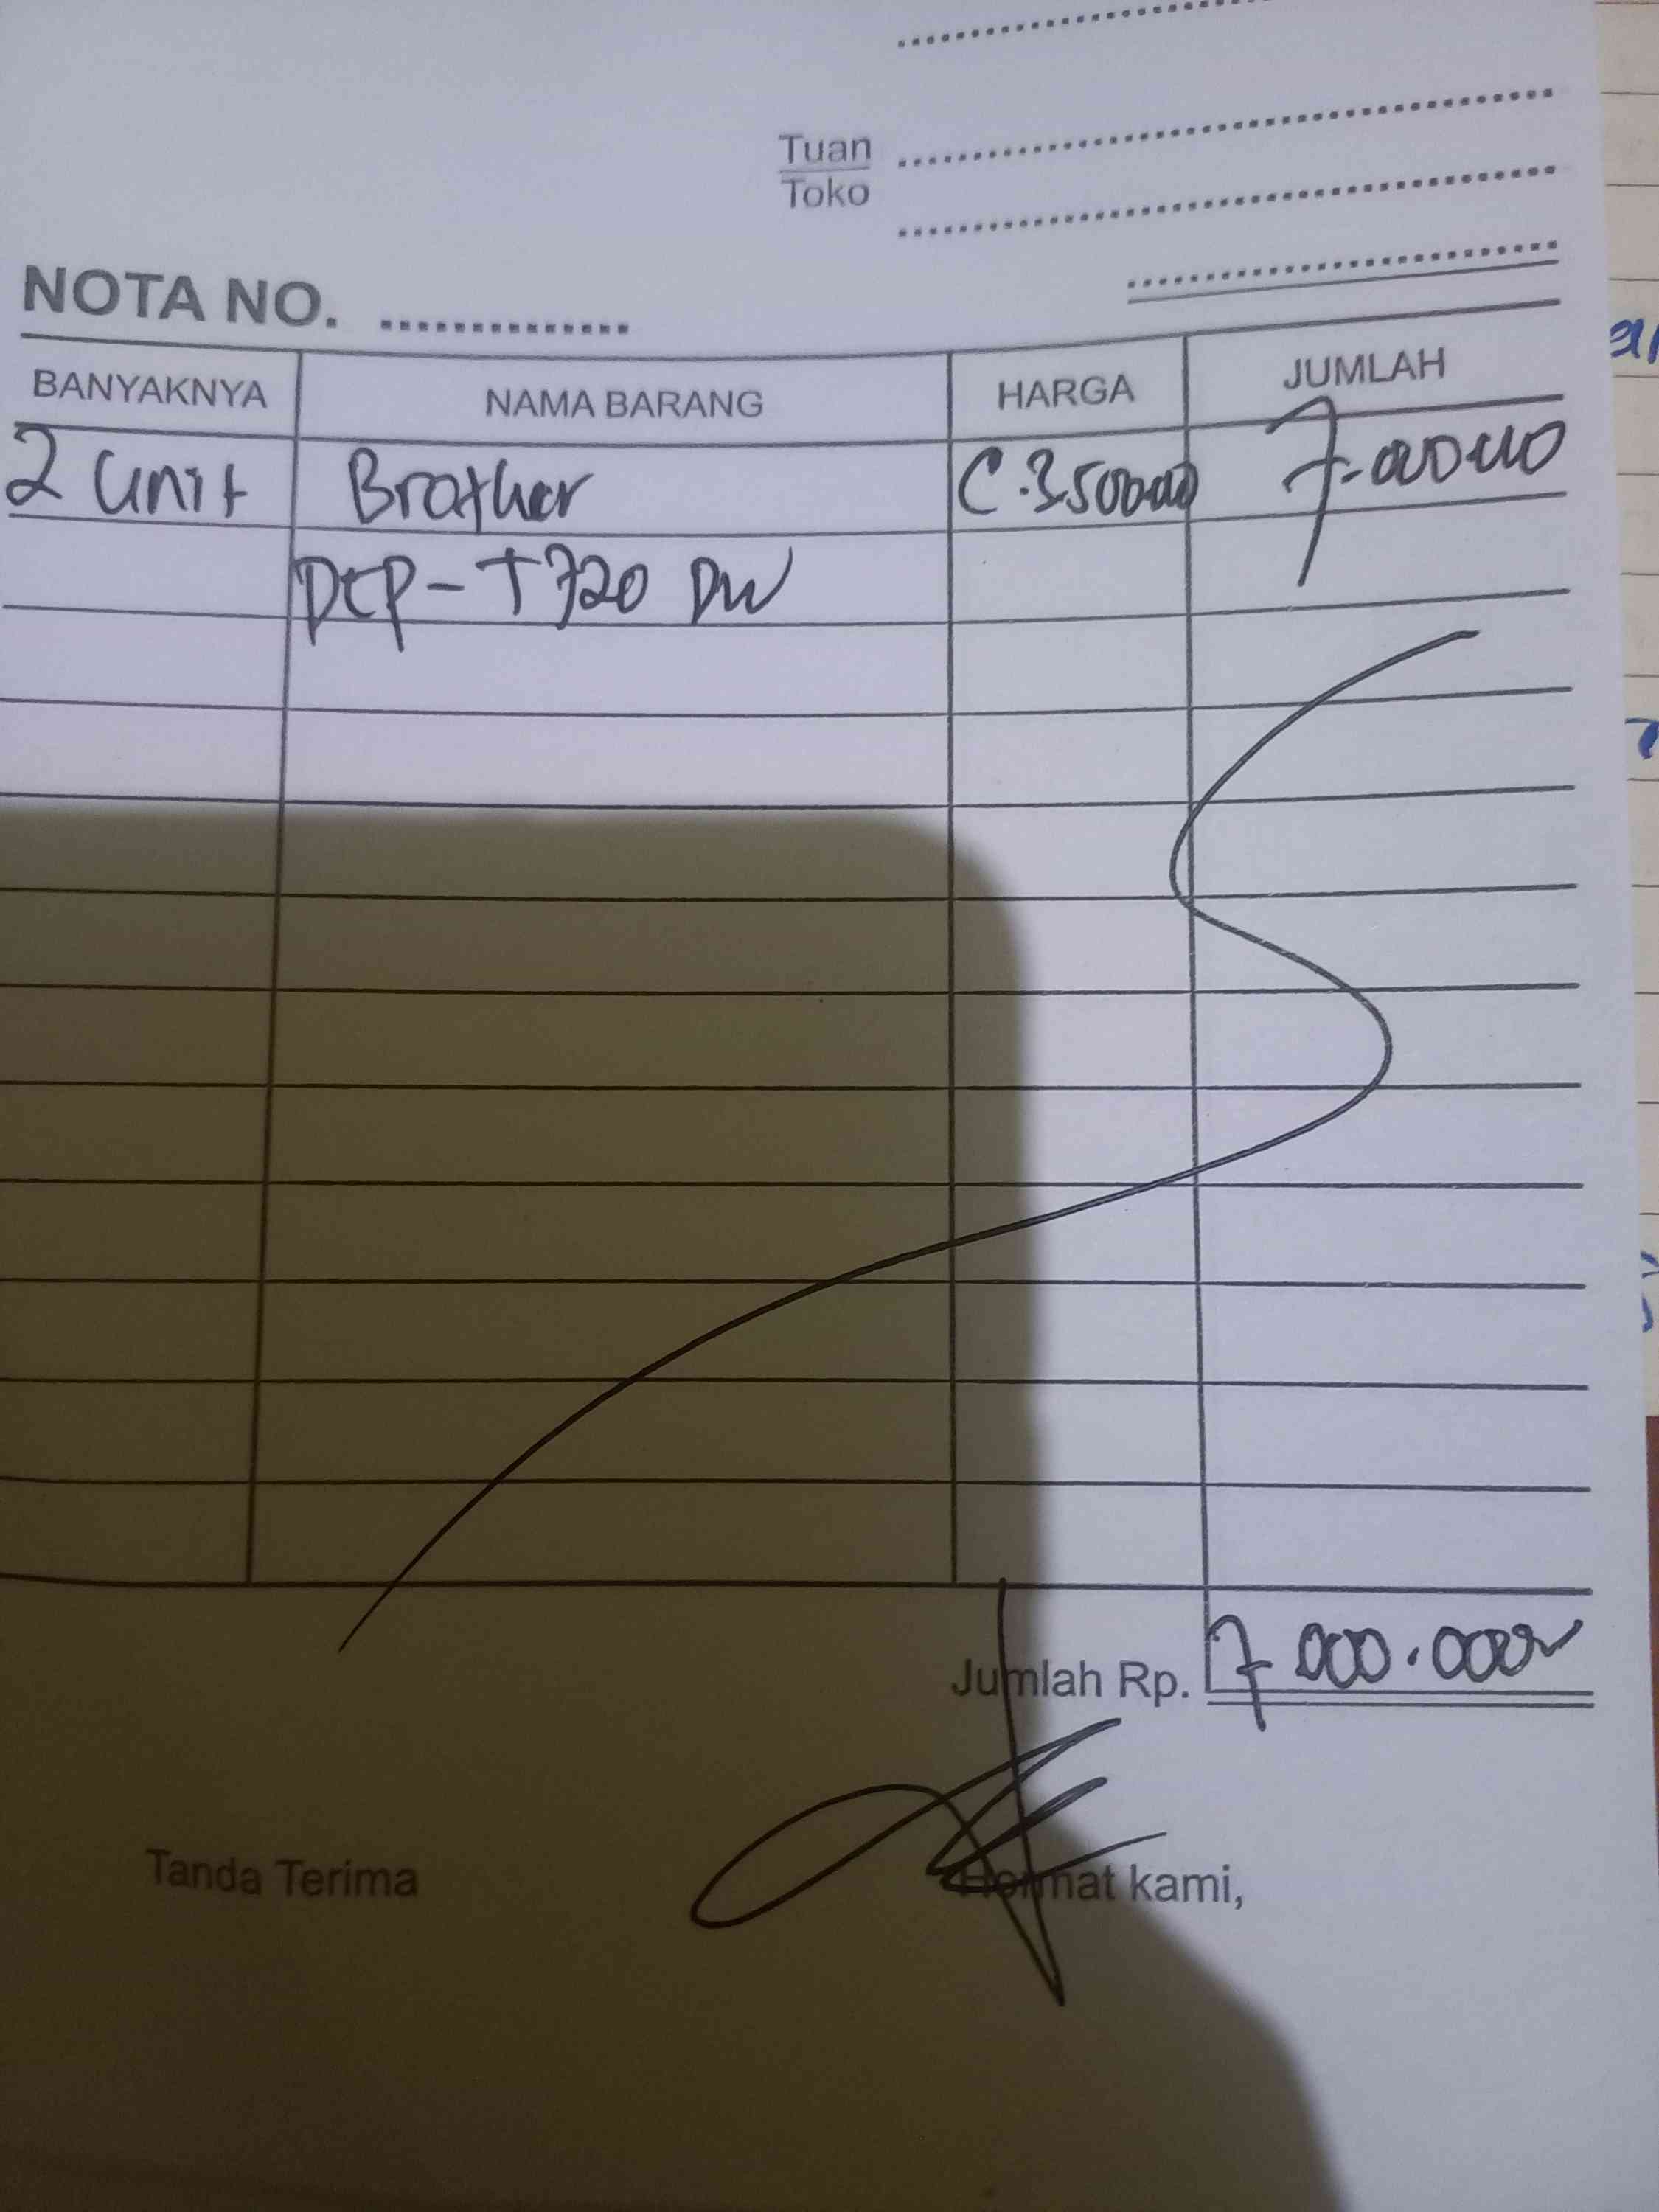 Tuan
Toko
NOTA NO. ..............
BANYAKNYA NAMA BARANG HARGA JUMLAH
2 Unit Brother @.3.500.000 7.000.000
DCP-T720 DW
Jumlah Rp. 7.000.000
Tanda Terima Hormat kami,